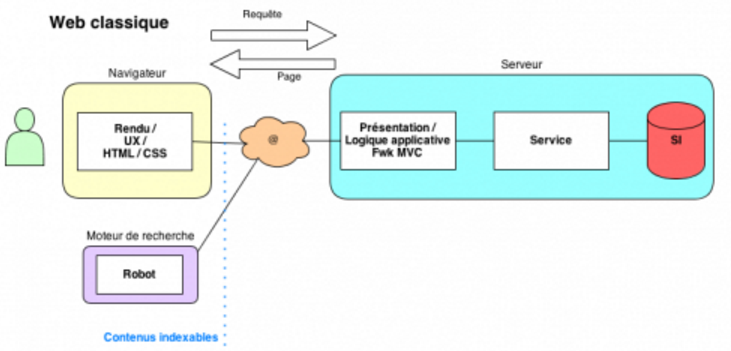 Web classique
Requête
Page
Navigateur
Serveur
Rendu /
UX /
HTML / CSS
@
Présentation /
Logique applicative
Fwk MVC
Service
SI
Moteur de recherche
Robot
Contenus indexables